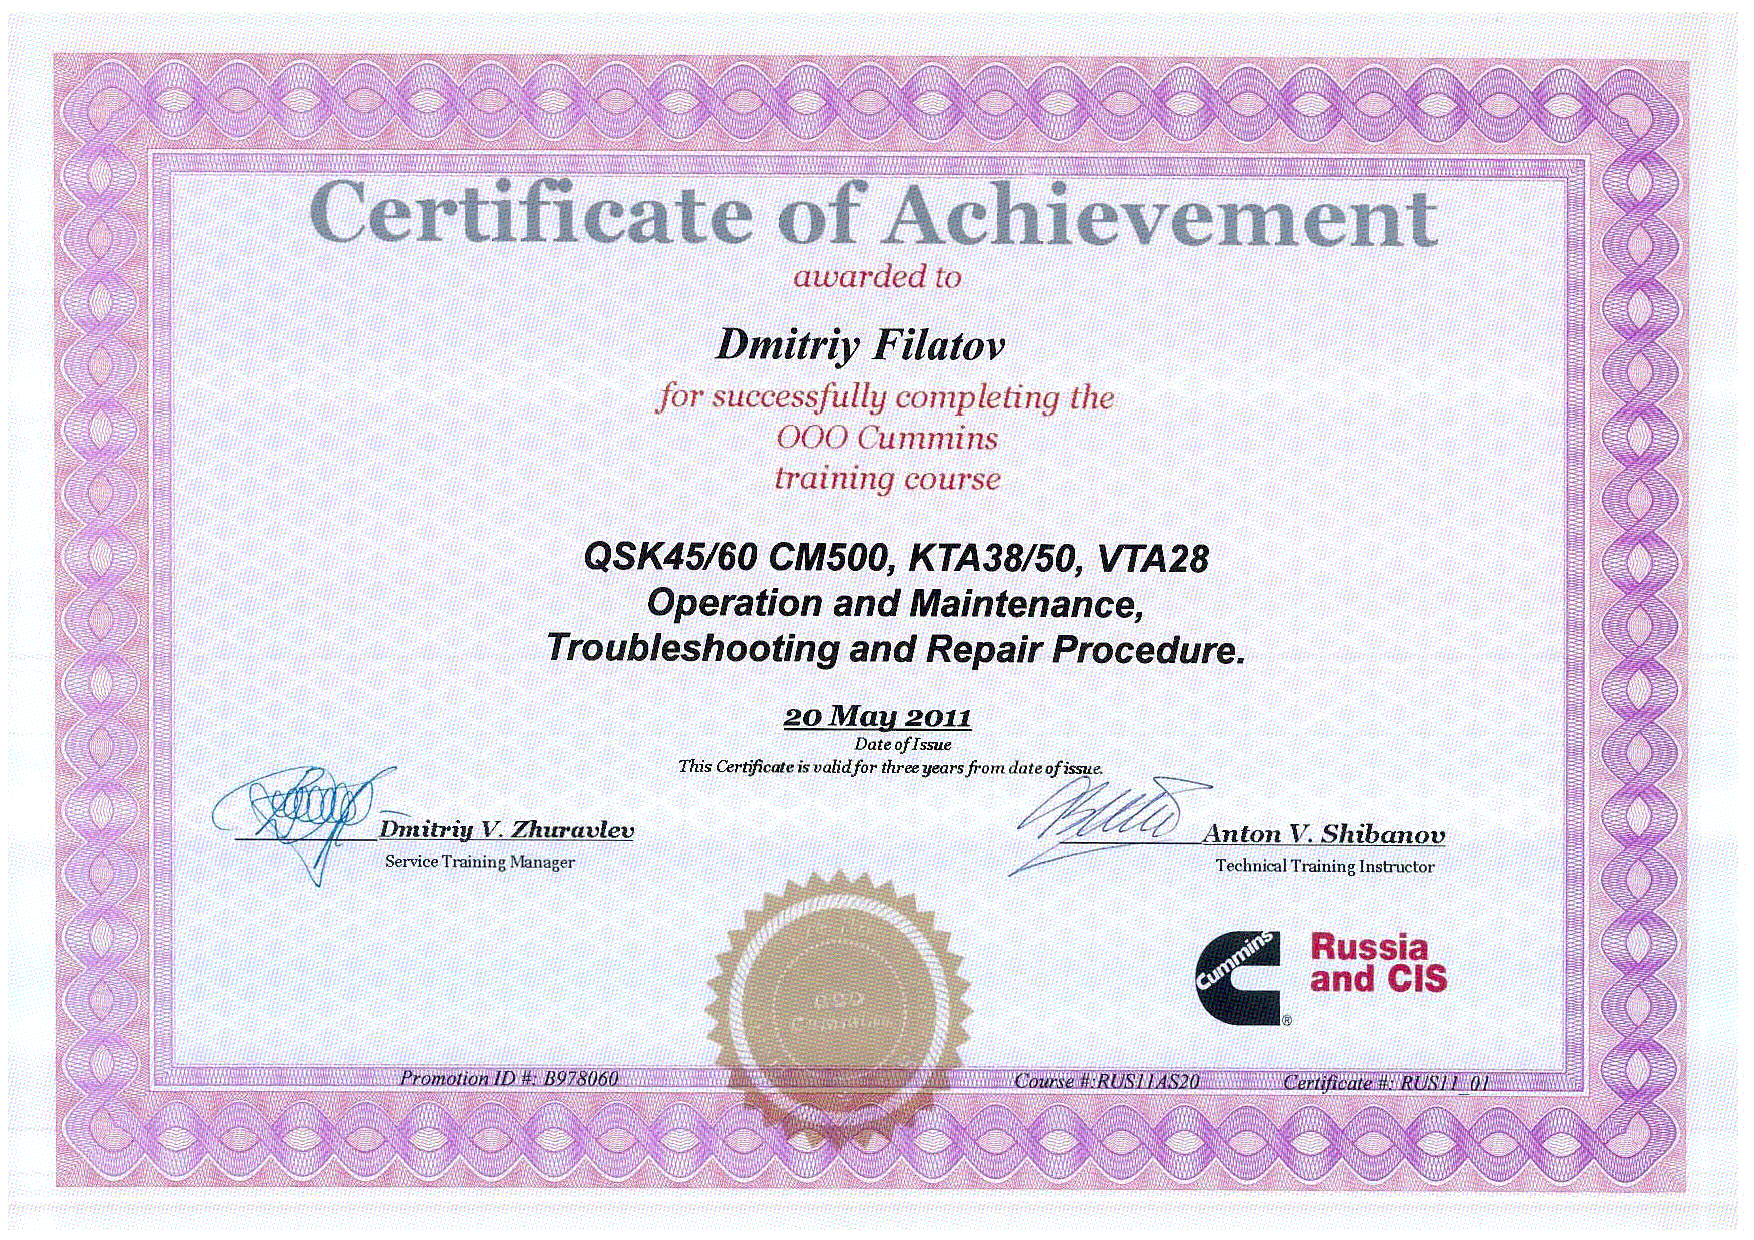 Certificate of Achievement
awarded to
Dmitriy Filatov
for successfully completing the
OOO Cummins
training course
QSK45/60 CM500, KTA38/50, VTA28
Operation and Maintenance,
Troubleshooting and Repair Procedure.
20 May 2011
Date of Issue
This Certificate is valid for three years from date of issue.
Dmitriy V. Zhuravlev
Service Training Manager
Anton V. Shibanov
Technical Training Instructor
OOO
Cummins
Cummins
®
Russia
and CIS
Promotion ID #: B978060
Course #:RUS11AS20
Certificate #: RUS11_01